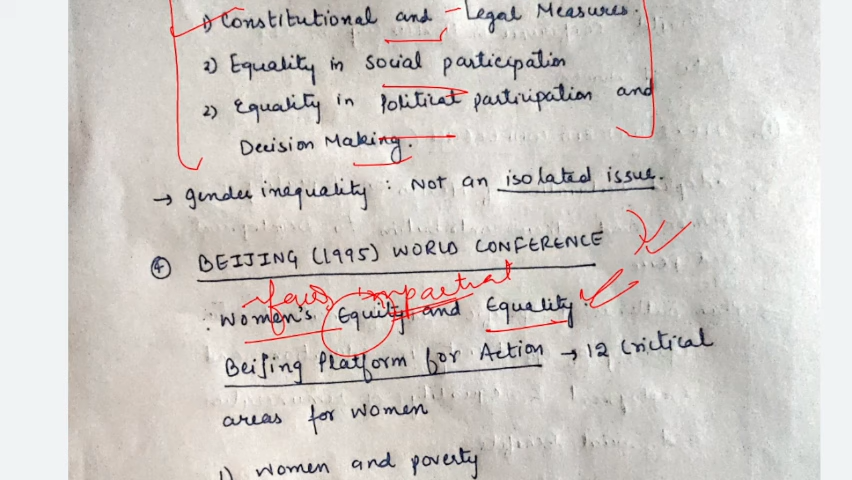 1) Constitutional and Legal Measures.
2) Equality in social participation
2) Equality in Political participation and
Decision Making.
→ gender inequality : Not an isolated issue.
④ BEIJING (1995) WORLD CONFERENCE
impartial
: Women's Equity and Equality.
Beijing Platform for Action → 12 Crictical
areas for women
1) women and poverty